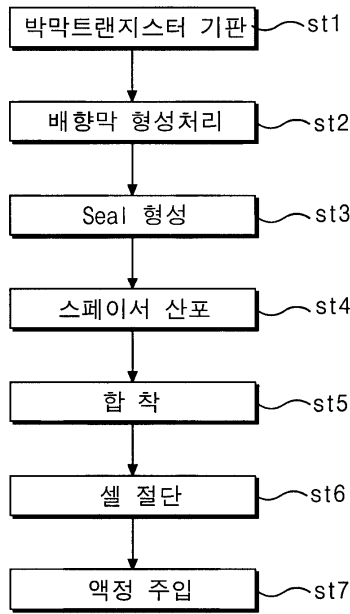 박막트랜지스터 기판 st1
배향막 형성처리 st2
Seal 형성 st3
스페이서 산포 st4
합 착 st5
셀 절단 st6
액정 주입 st7